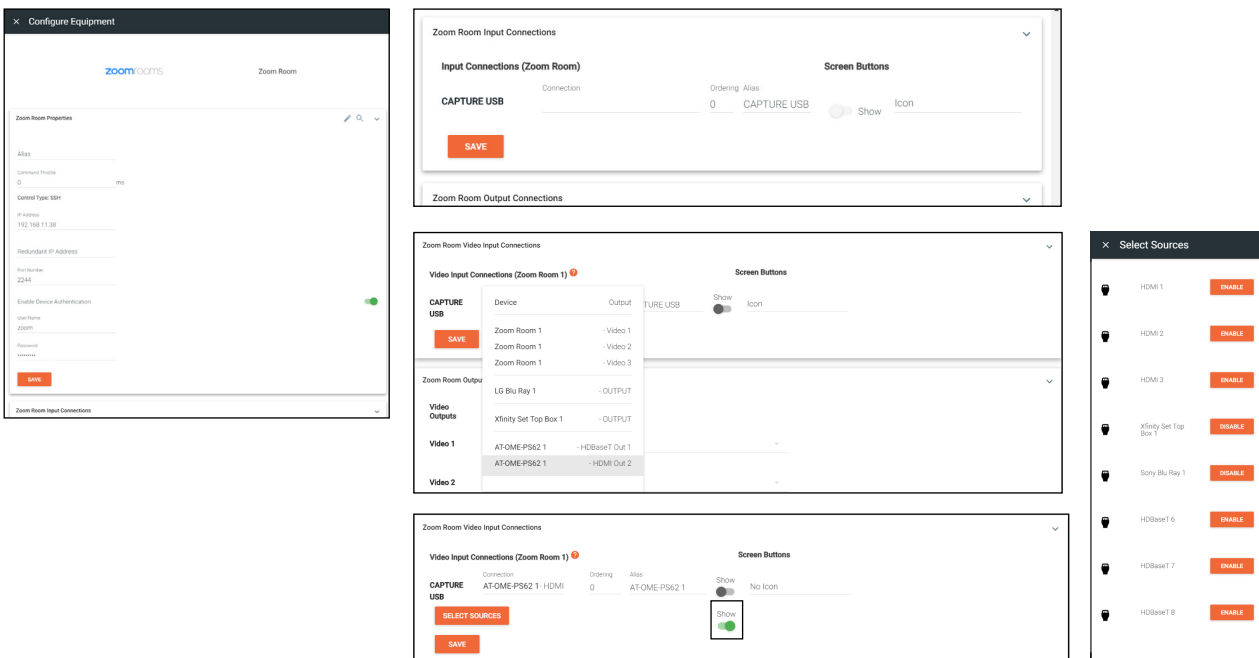 × Configure Equipment
zoomrooms Zoom Room
Zoom Room Properties
Alias
Command Throttle
0 ms
Control Type: SSH
IP Address
192.168.11.38
Redundant IP Address
Port Number
2244
Enable Device Authentication
User Name
zoom
Password
•••••••••
SAVE
Zoom Room Input Connections
Zoom Room Input Connections
Input Connections (Zoom Room) Screen Buttons
Connection Ordering Alias
CAPTURE USB 0 CAPTURE USB Show Icon
SAVE
Zoom Room Output Connections
Zoom Room Video Input Connections
Video Input Connections (Zoom Room 1) ? Screen Buttons
CAPTURE USB
Device Output
TURE USB Show Icon
SAVE
Zoom Room 1 - Video 1
Zoom Room 1 - Video 2
Zoom Room 1 - Video 3
LG Blu Ray 1 - OUTPUT
Xfinity Set Top Box 1 - OUTPUT
AT-OME-PS62 1 - HDBaseT Out 1
AT-OME-PS62 1 - HDMI Out 2
Zoom Room Outpu
Video
Outputs
Video 1
Video 2
Zoom Room Video Input Connections
Video Input Connections (Zoom Room 1) ? Screen Buttons
Connection Ordering Alias
CAPTURE USB
AT-OME-PS62 1- HDMI 0 AT-OME-PS62 1 Show No Icon
SELECT SOURCES
Show
SAVE
× Select Sources
HDMI 1 ENABLE
HDMI 2 ENABLE
HDMI 3 ENABLE
Xfinity Set Top
Box 1 DISABLE
Sony Blu Ray 1 DISABLE
HDBaseT 6 ENABLE
HDBaseT 7 ENABLE
HDBaseT 8 ENABLE